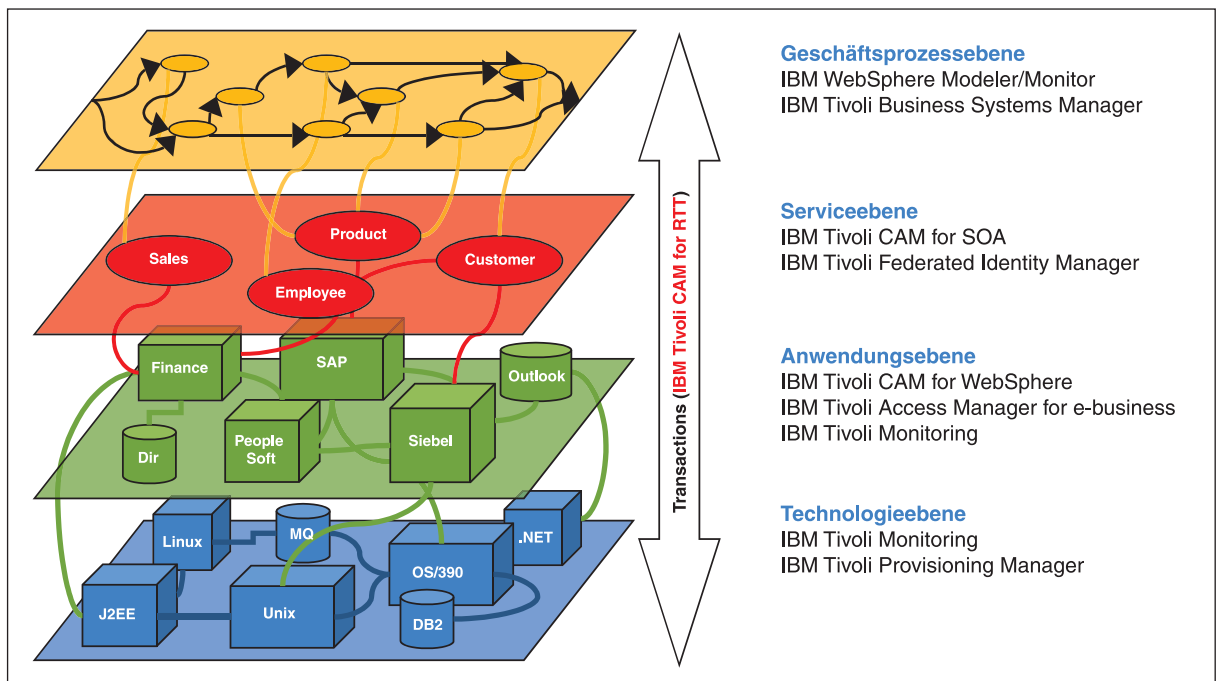 Geschäftsprozessebene
IBM WebSphere Modeler/Monitor
IBM Tivoli Business Systems Manager
Serviceebene
IBM Tivoli CAM for SOA
IBM Tivoli Federated Identity Manager
Anwendungsebene
IBM Tivoli CAM for WebSphere
IBM Tivoli Access Manager for e-business
IBM Tivoli Monitoring
Technologieebene
IBM Tivoli Monitoring
IBM Tivoli Provisioning Manager
Transactions (IBM Tivoli CAM for RTT)
Product
Sales
Customer
Employee
Finance
SAP
Outlook
People
Soft
Siebel
Dir
Linux
MQ
.NET
OS/390
J2EE
Unix
DB2